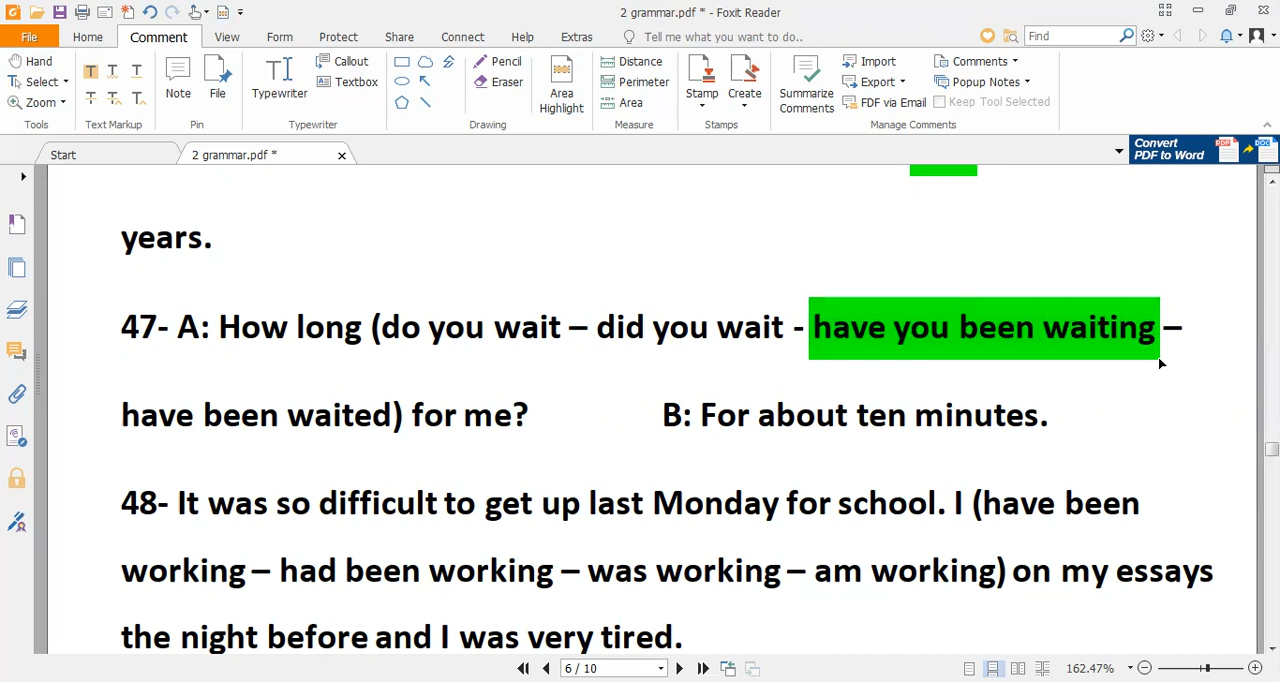 2 grammar.pdf * - Foxit Reader
File Home Comment View Form Protect Share Connect Help Extras Tell me what you want to do.. Find
Hand
Select
Zoom
Tools
T T T
T T T
Text Markup
Note
File
Pin
Typewriter
Callout
Textbox
Typewriter
Drawing
Pencil
Eraser
Area
Highlight
Distance
Perimeter
Area
Measure
Stamp
Create
Stamps
Summarize
Comments
Import
Export
FDF via Email
Comments
Popup Notes
Keep Tool Selected
Manage Comments
Start
2 grammar.pdf *
Convert
PDF to Word
years.
47- A: How long (do you wait – did you wait - have you been waiting –
have been waited) for me? B: For about ten minutes.
48- It was so difficult to get up last Monday for school. I (have been
working – had been working – was working – am working) on my essays
the night before and I was very tired.
6 / 10
162.47%